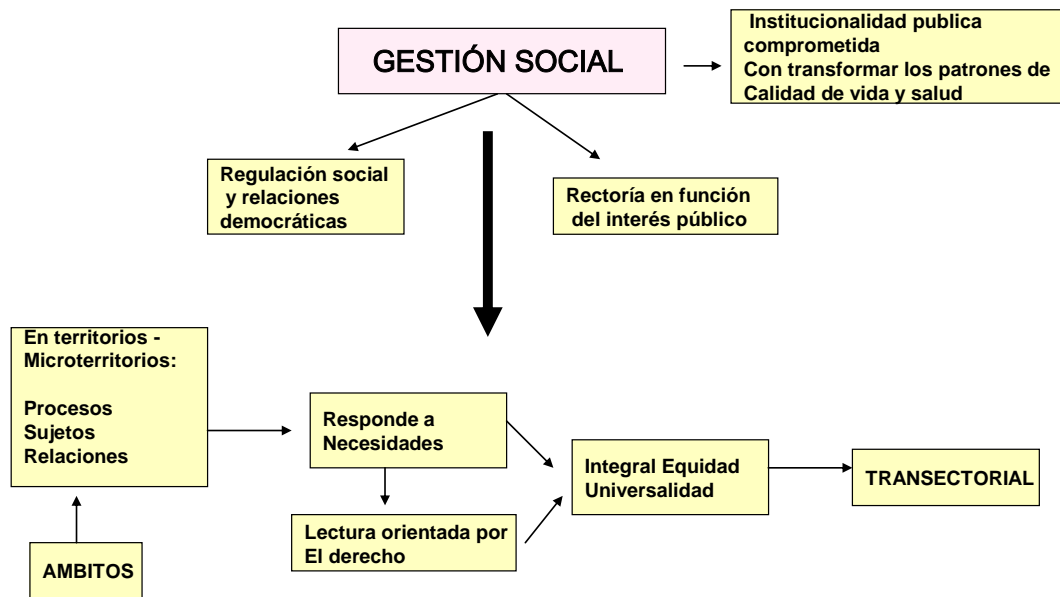 GESTIÓN SOCIAL
Institucionalidad publica
comprometida
Con transformar los patrones de
Calidad de vida y salud
Regulación social
y relaciones
democráticas
Rectoría en función
del interés público
En territorios -
Microterritorios:
Procesos
Sujetos
Relaciones
Responde a
Necesidades
Integral Equidad
Universalidad
TRANSECTORIAL
Lectura orientada por
El derecho
AMBITOS